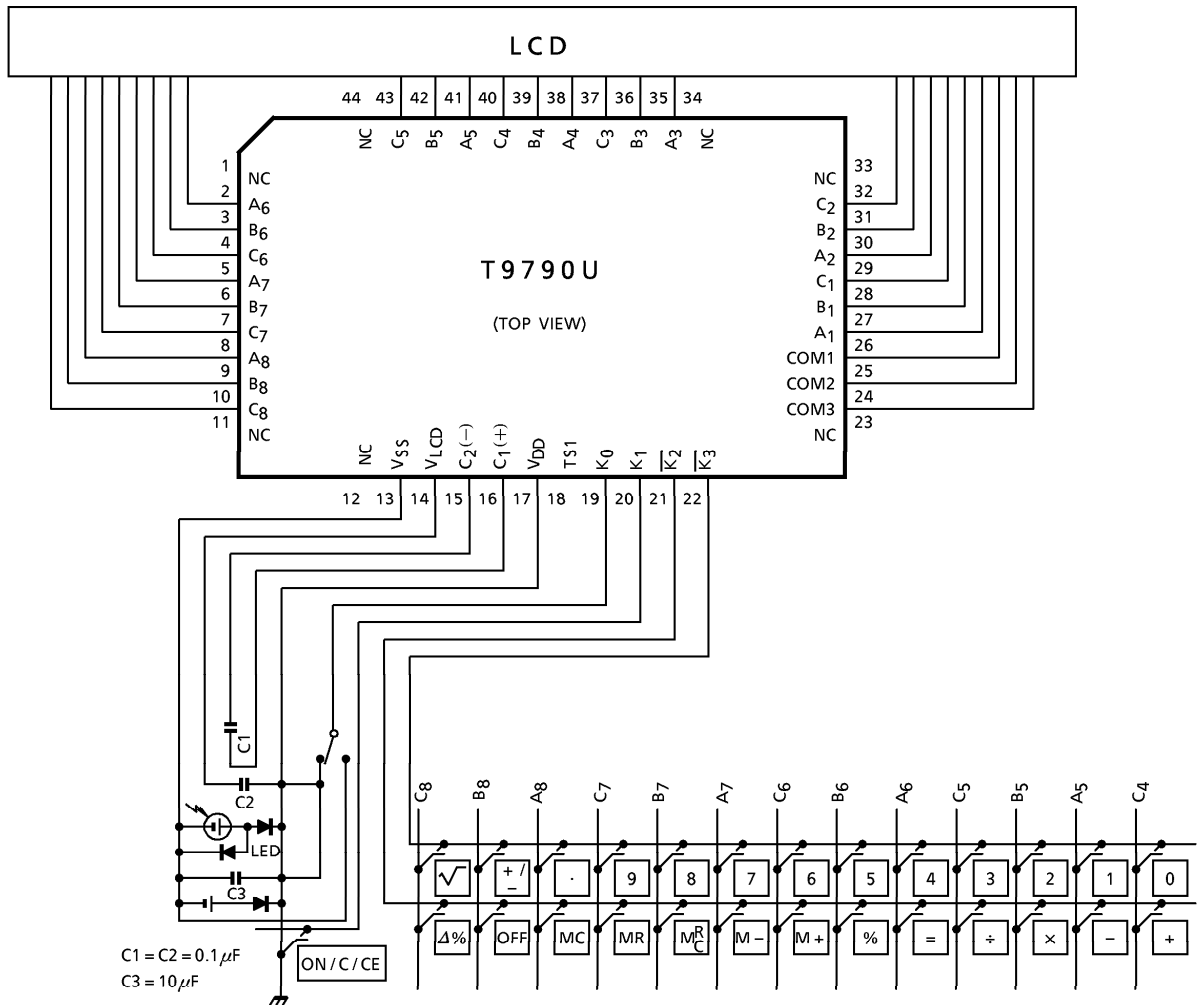 LCD
44 43 42 41 40 39 38 37 36 35 34
NC C5 B5 A5 C4 B4 A4 C3 B3 A3 NC
1 NC
2 A6
3 B6
4 C6
5 A7
6 B7
7 C7
8 A8
9 B8
10 C8
11 NC
T9790U
(TOP VIEW)
33 NC
32 C2
31 B2
30 A2
29 C1
28 B1
27 A1
26 COM1
25 COM2
24 COM3
23 NC
NC VSS VLCD C2(−) C1(+) VDD TS1 K0 K1 K̅2̅ K̅3̅
12 13 14 15 16 17 18 19 20 21 22
C1
C2
LED
C3
C8 B8 A8 C7 B7 A7 C6 B6 A6 C5 B5 A5 C4
√ +/− · 9 8 7 6 5 4 3 2 1 0
Δ% OFF MC MR MRC M− M+ % = ÷ × − +
ON / C / CE
C1 = C2 = 0.1μF
C3 = 10μF